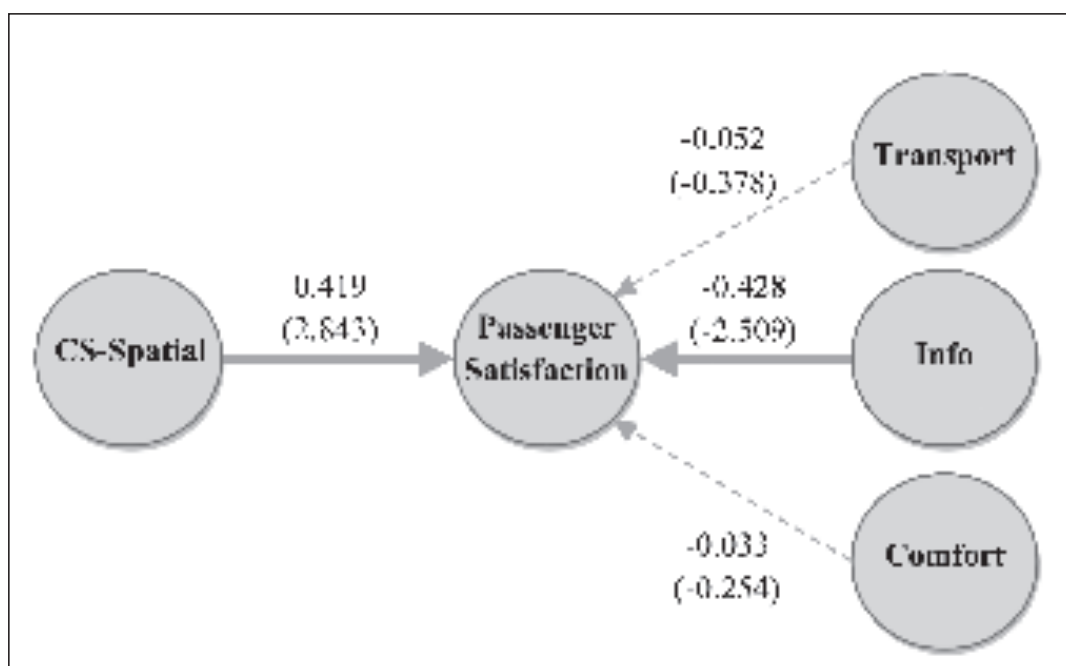 -0.052
(-0.378)
Transport
0.419
(2.843)
-0.428
(-2.509)
CS-Spatial
Passenger
Satisfaction
Info
-0.033
(-0.254)
Comfort